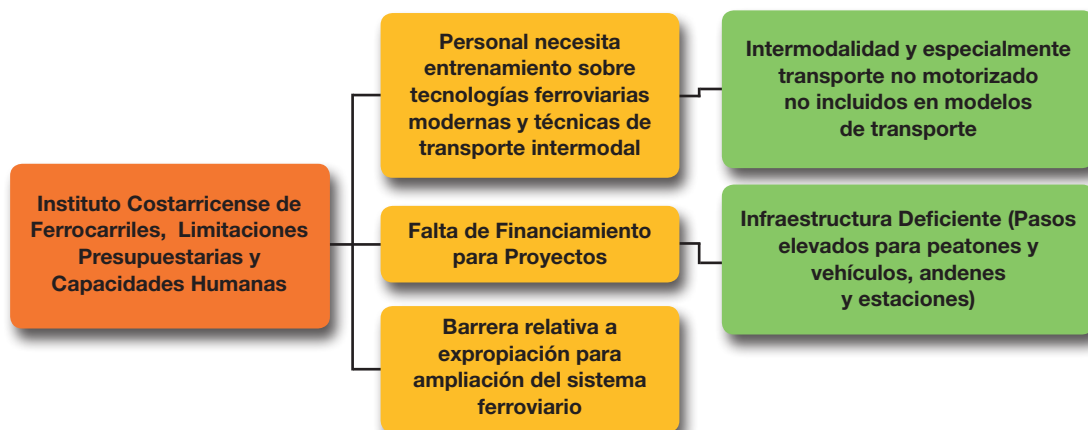 Instituto Costarricense de
Ferrocarriles, Limitaciones
Presupuestarias y
Capacidades Humanas
Personal necesita
entrenamiento sobre
tecnologías ferroviarias
modernas y técnicas de
transporte intermodal
Falta de Financiamiento
para Proyectos
Barrera relativa a
expropiación para
ampliación del sistema
ferroviario
Intermodalidad y especialmente
transporte no motorizado
no incluidos en modelos
de transporte
Infraestructura Deficiente (Pasos
elevados para peatones y
vehículos, andenes
y estaciones)